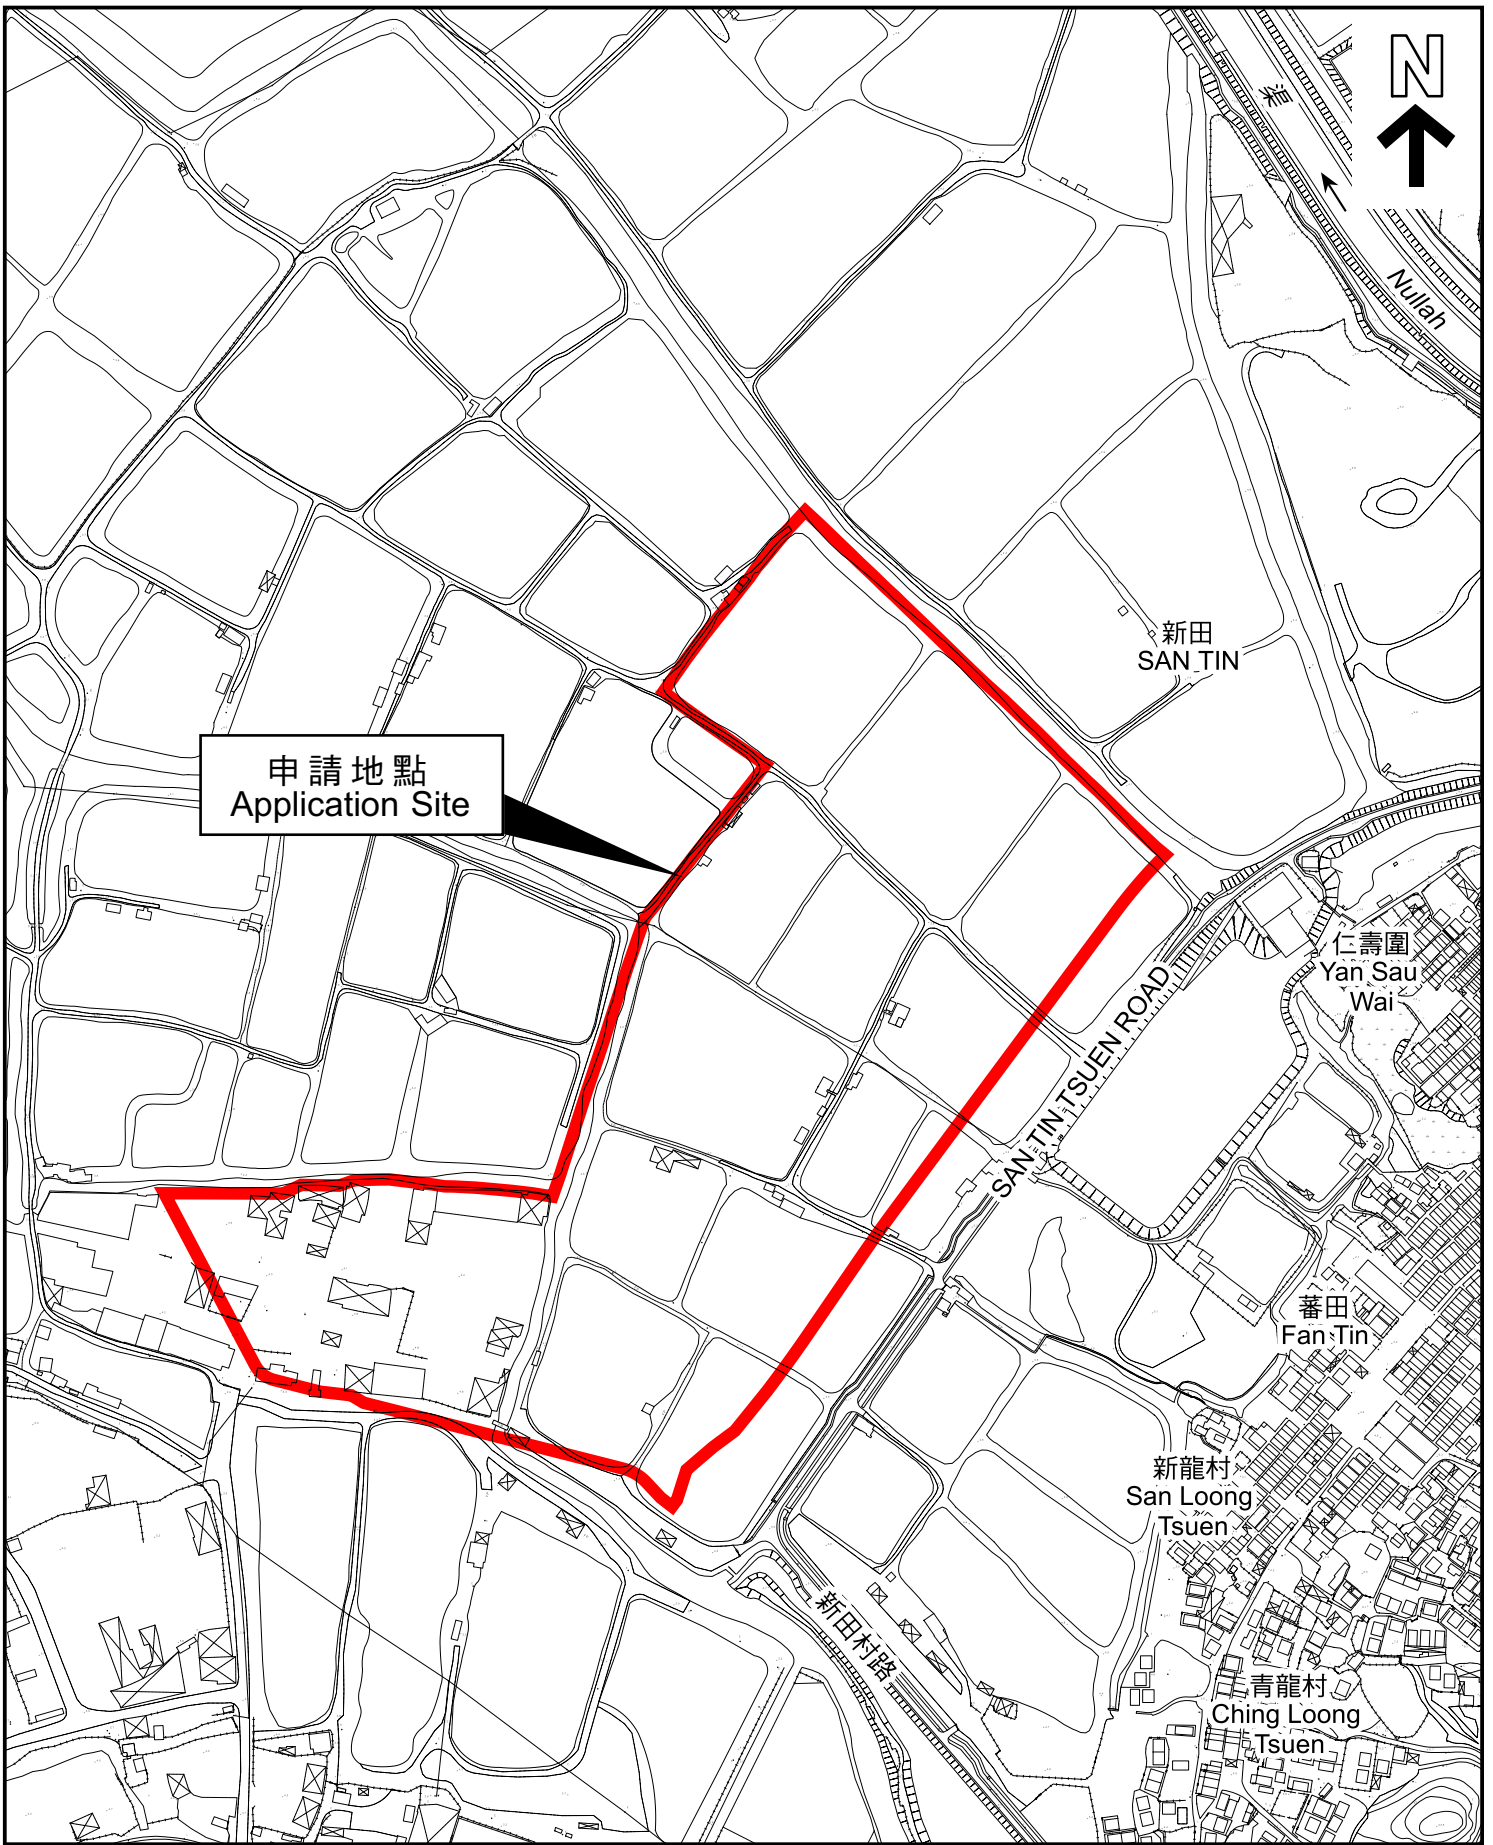 N
渠
Nullah
新田
SAN TIN
申請地點
Application Site
仁壽圍
Yan Sau
Wai
SAN TIN TSUEN ROAD
蕃田
Fan Tin
新龍村
San Loong
Tsuen
新田村路
青龍村
Ching Loong
Tsuen